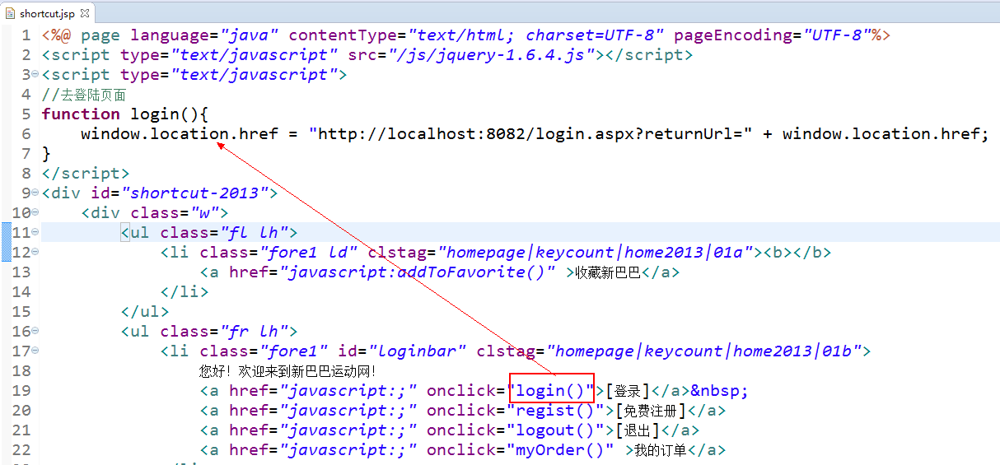 shortcut.jsp
1 <%@ page language="java" contentType="text/html; charset=UTF-8" pageEncoding="UTF-8"%>
2 <script type="text/javascript" src="/js/jquery-1.6.4.js"></script>
3 <script type="text/javascript">
4 //去登陆页面
5 function login(){
6     window.location.href = "http://localhost:8082/login.aspx?returnUrl=" + window.location.href;
7 }
8 </script>
9 <div id="shortcut-2013">
10     <div class="w">
11         <ul class="fl lh">
12             <li class="fore1 ld" clstag="homepage|keycount|home2013|01a"><b></b>
13                 <a href="javascript:addToFavorite()" >收藏新巴巴</a>
14             </li>
15         </ul>
16         <ul class="fr lh">
17             <li class="fore1" id="loginbar" clstag="homepage|keycount|home2013|01b">
18                 您好！欢迎来到新巴巴运动网！
19                 <a href="javascript:;" onclick="login()">[登录]</a>&nbsp;
20                 <a href="javascript:;" onclick="regist()">[免费注册]</a>
21                 <a href="javascript:;" onclick="logout()">[退出]</a>
22                 <a href="javascript:;" onclick="myOrder()" >我的订单</a>